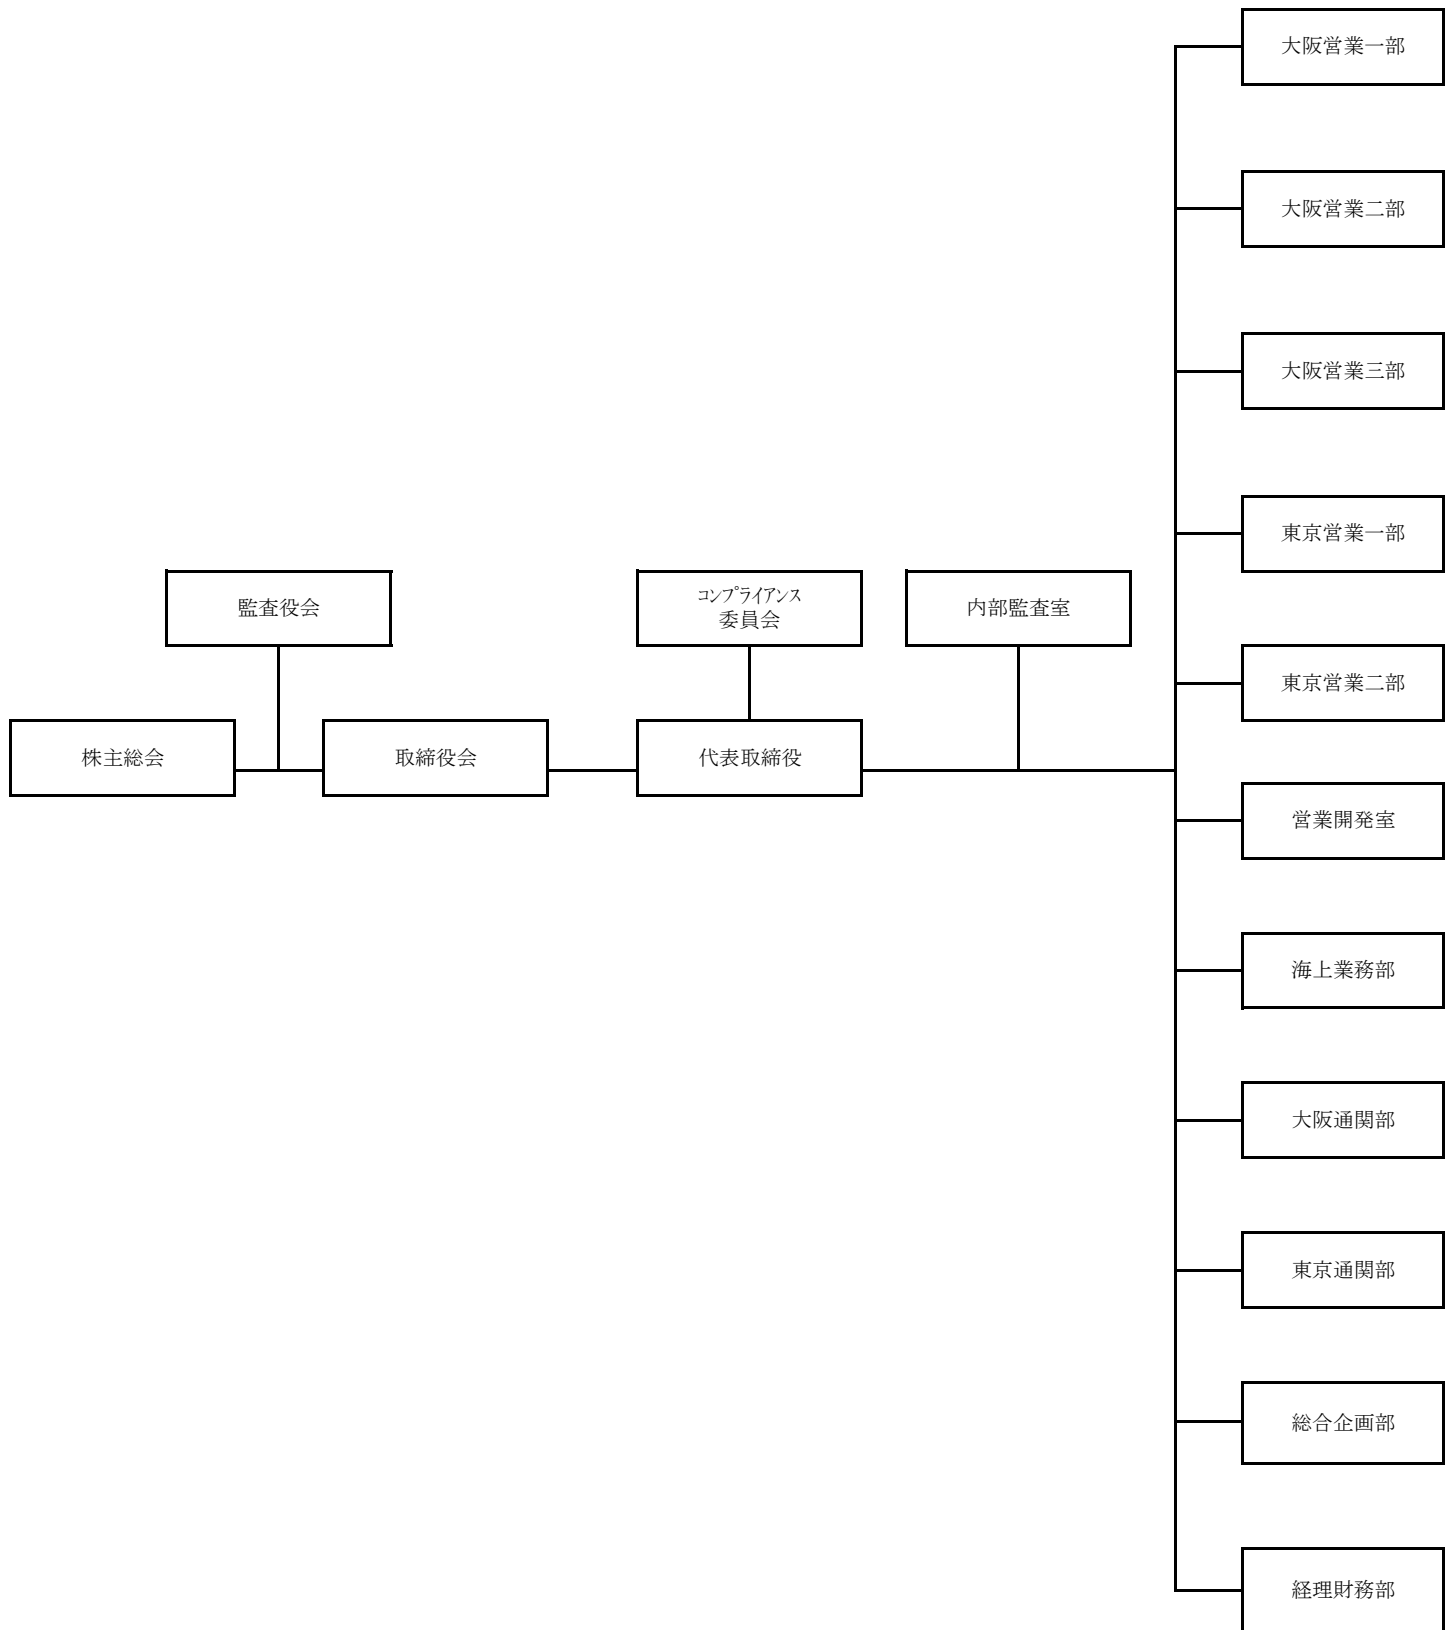 大阪営業一部
大阪営業二部
大阪営業三部
東京営業一部
監査役会
コンプライアンス
委員会
内部監査室
東京営業二部
株主総会
取締役会
代表取締役
営業開発室
海上業務部
大阪通関部
東京通関部
総合企画部
経理財務部